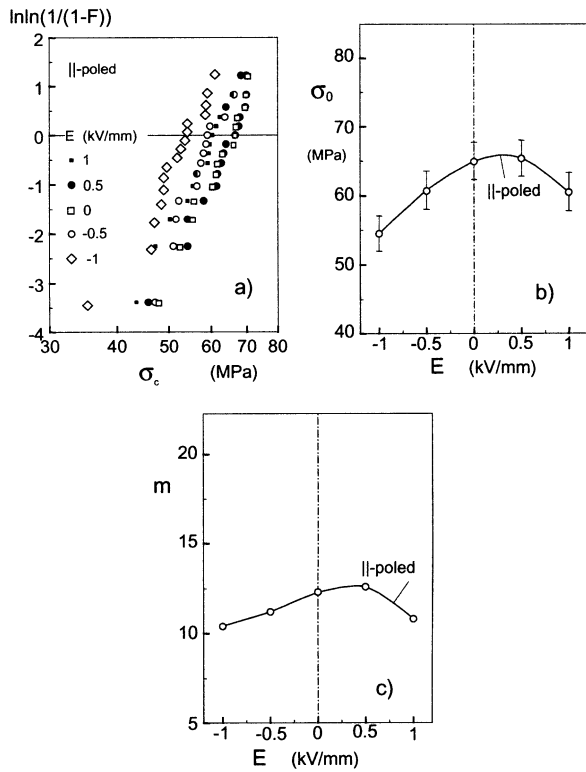 lnln(1/(1-F))
2
1
0
-1
-2
-3
-4
||-poled
E (kV/mm)
1
0.5
0
-0.5
-1
a)
30
50
60
70
80
σc (MPa)
80
σ0
70
(MPa)
60
50
40
||-poled
b)
-1
-0.5
0
0.5
1
E (kV/mm)
20
m
15
10
5
||-poled
c)
-1
-0.5
0
0.5
1
E (kV/mm)